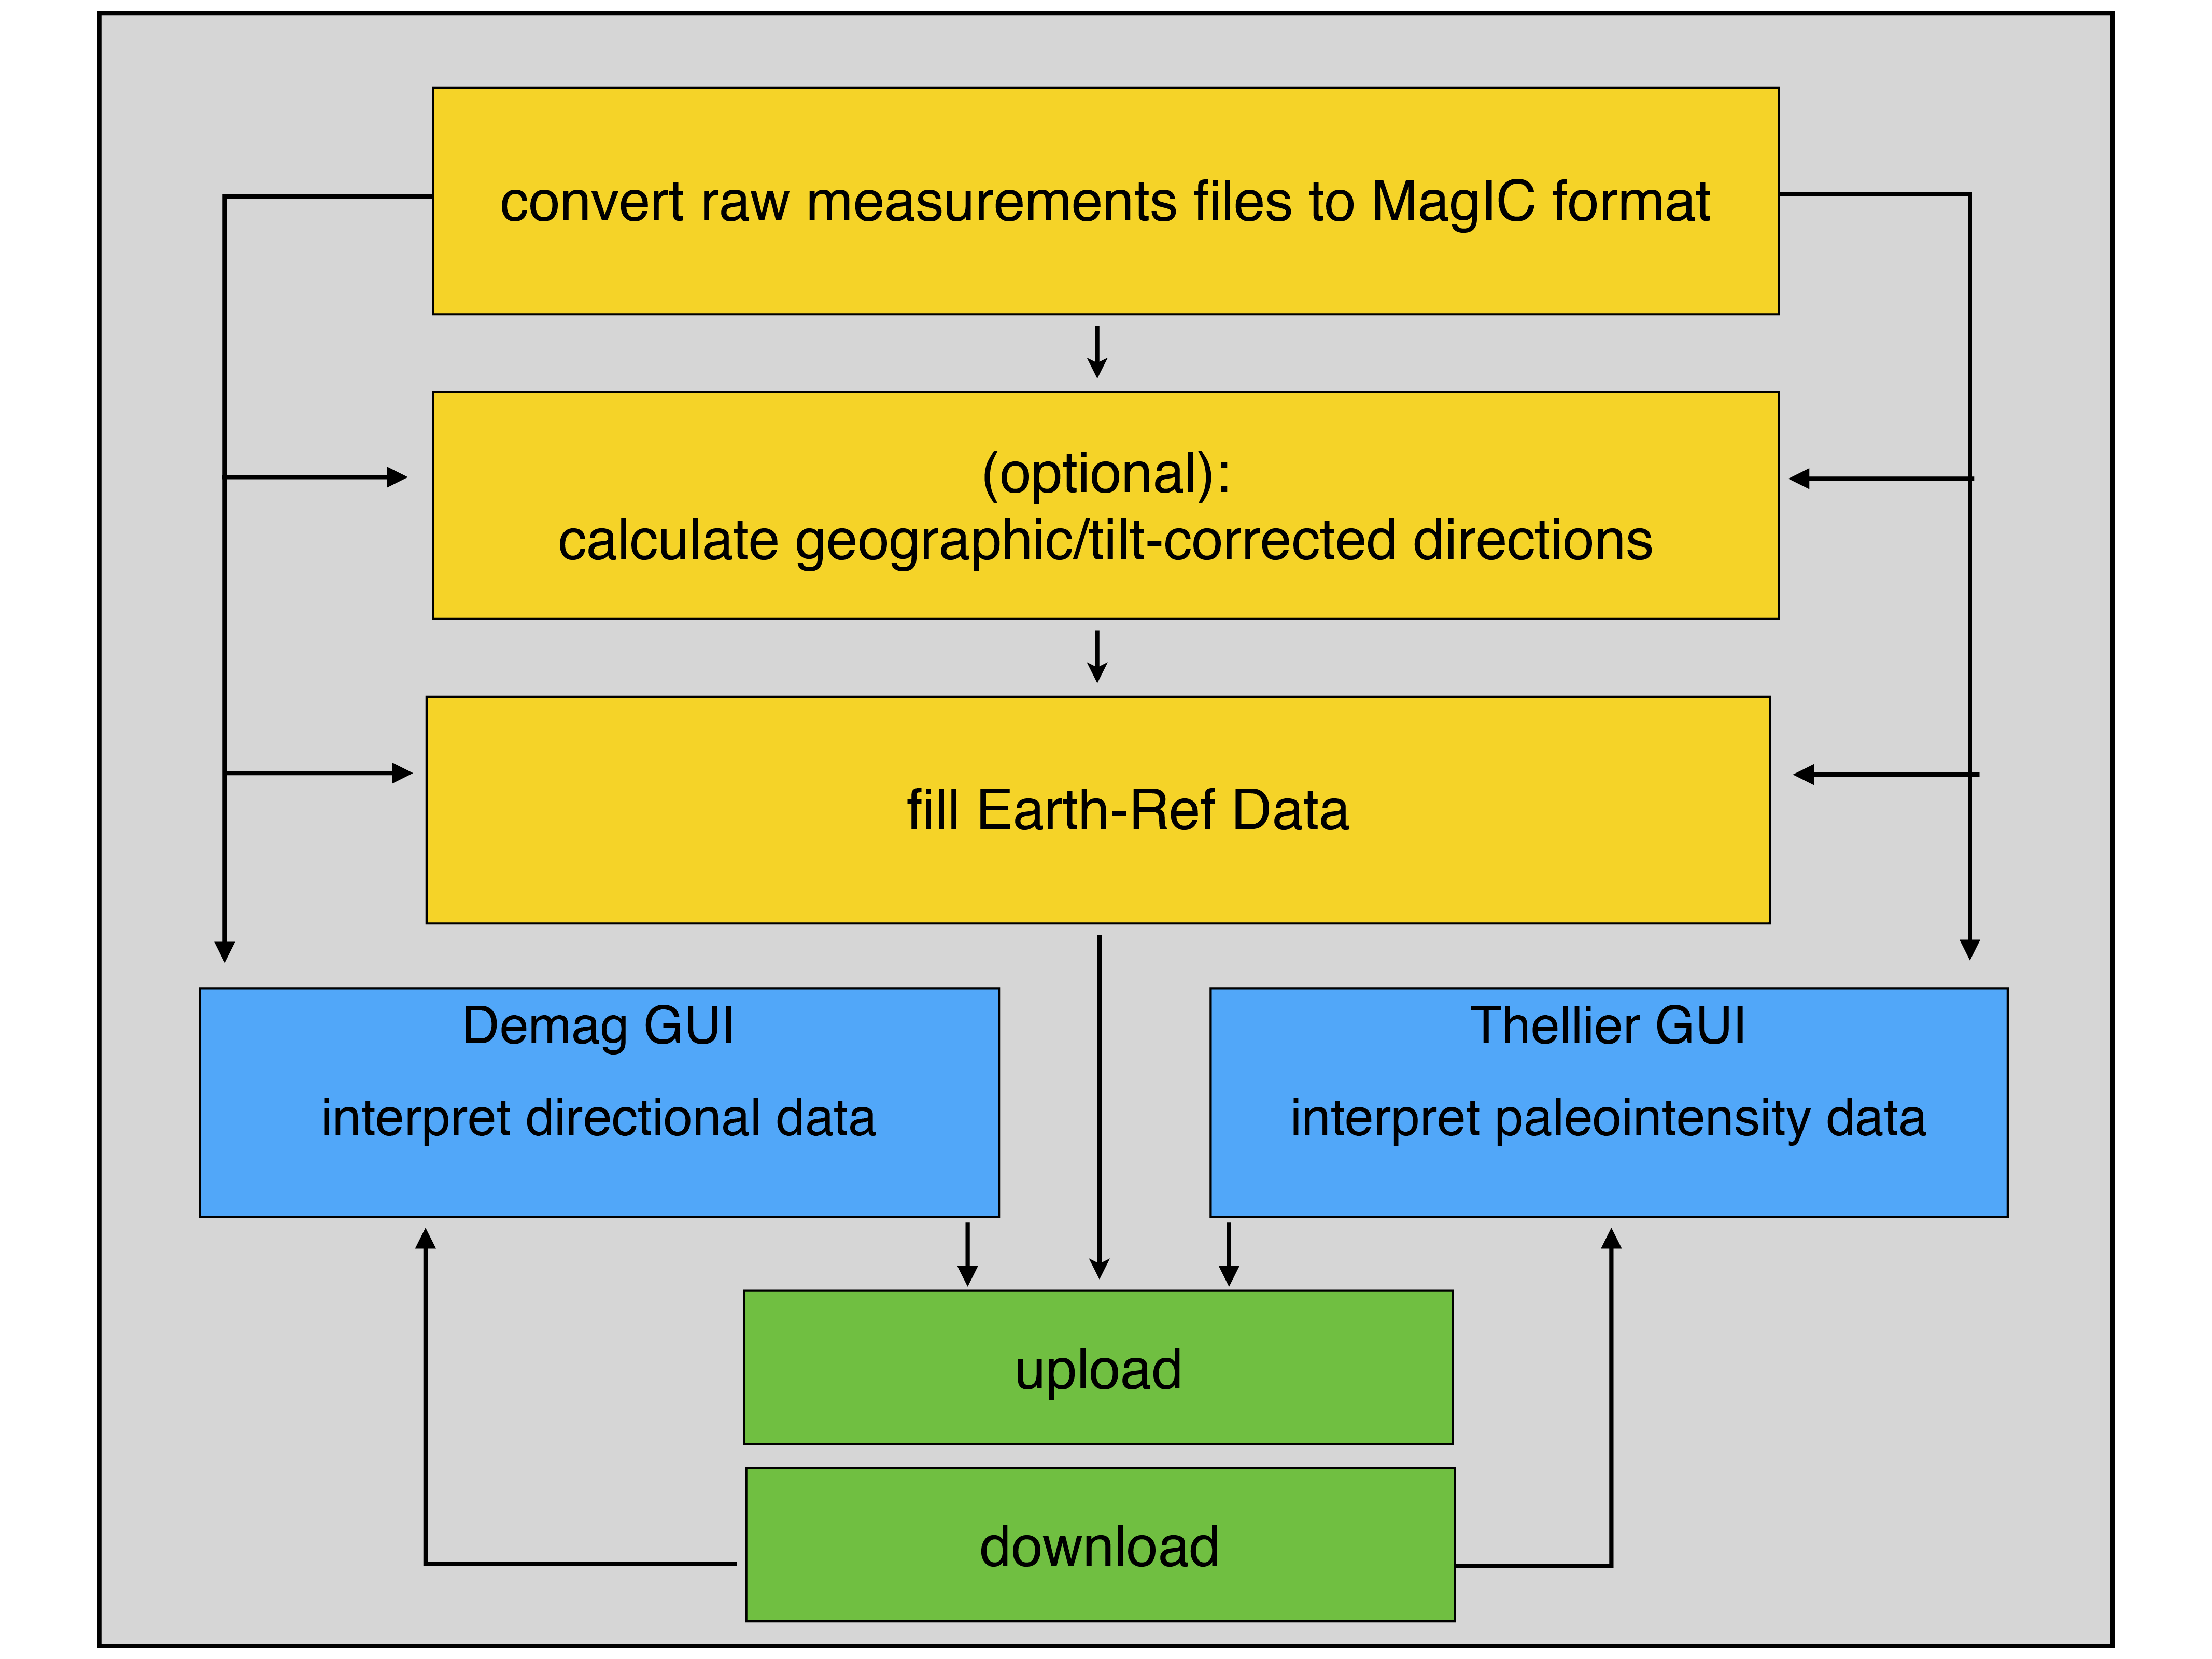 convert raw measurements files to MagIC format
(optional):
calculate geographic/tilt-corrected directions
fill Earth-Ref Data
Demag GUI
interpret directional data
Thellier GUI
interpret paleointensity data
upload
download